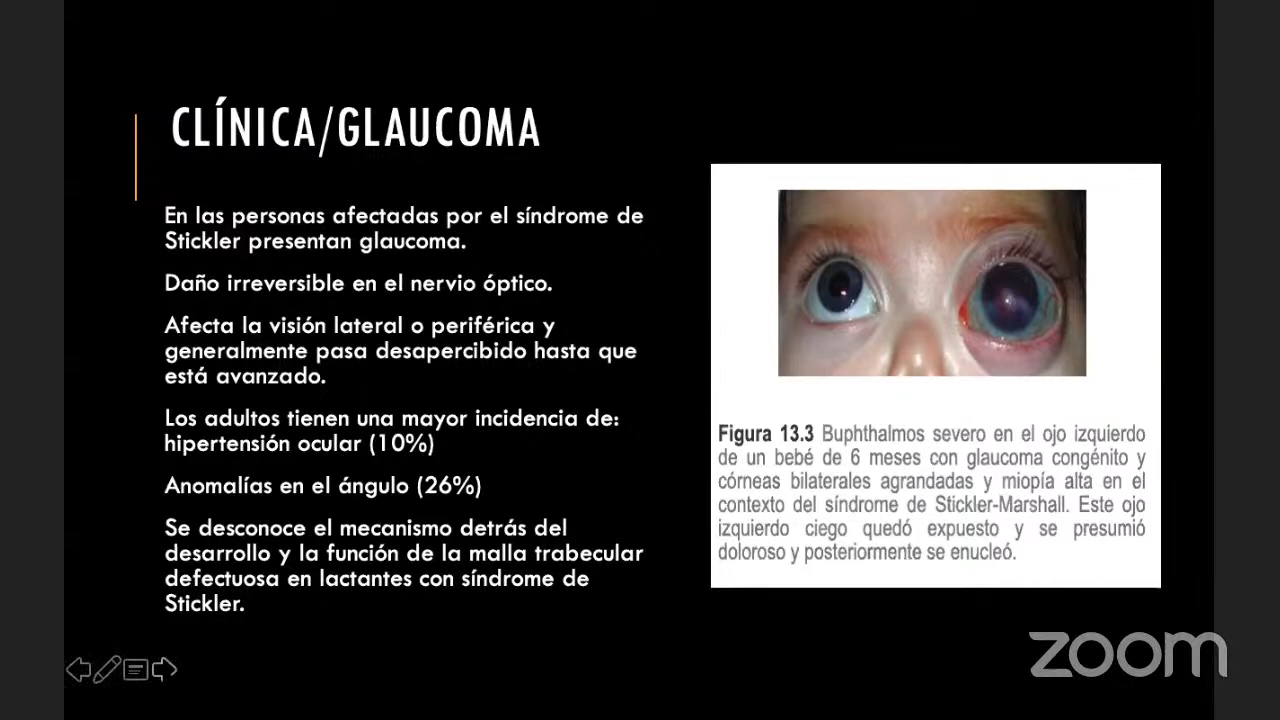 CLÍNICA/GLAUCOMA
En las personas afectadas por el síndrome de
Stickler presentan glaucoma.
Daño irreversible en el nervio óptico.
Afecta la visión lateral o periférica y
generalmente pasa desapercibido hasta que
está avanzado.
Los adultos tienen una mayor incidencia de:
hipertensión ocular (10%)
Anomalías en el ángulo (26%)
Se desconoce el mecanismo detrás del
desarrollo y la función de la malla trabecular
defectuosa en lactantes con síndrome de
Stickler.
Figura 13.3 Buphthalmos severo en el ojo izquierdo
de un bebé de 6 meses con glaucoma congénito y
córneas bilaterales agrandadas y miopía alta en el
contexto del síndrome de Stickler-Marshall. Este ojo
izquierdo ciego quedó expuesto y se presumió
doloroso y posteriormente se enucleó.
zoom